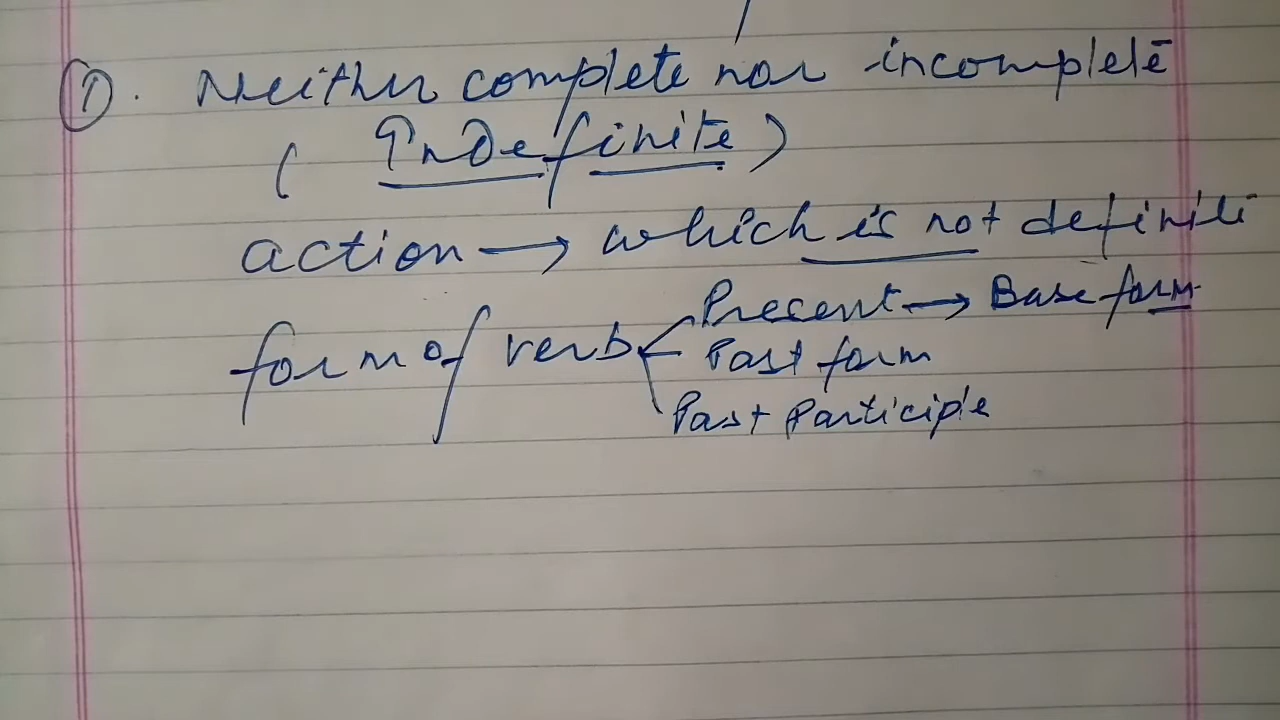 ①. Neither complete nor incomplete
( InDefinite )
action → which is not definite
form of verb Present → Base form
Past form
Past Participle